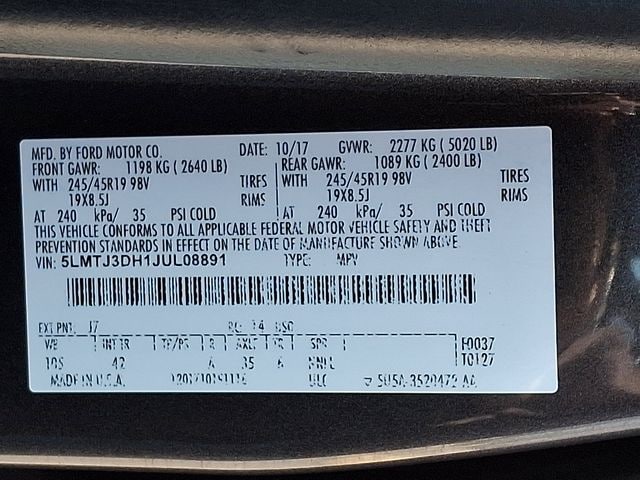 MFD. BY FORD MOTOR CO. DATE: 10/17 GVWR: 2277 KG ( 5020 LB)
FRONT GAWR: 1198 KG ( 2640 LB) REAR GAWR: 1089 KG ( 2400 LB)
WITH 245/45R19 98V TIRES WITH 245/45R19 98V TIRES
19X8.5J RIMS 19X8.5J RIMS
AT 240 kPa/ 35 PSI COLD AT 240 kPa/ 35 PSI COLD
THIS VEHICLE CONFORMS TO ALL APPLICABLE FEDERAL MOTOR VEHICLE SAFETY AND THEFT
PREVENTION STANDARDS IN EFFECT ON THE DATE OF MANUFACTURE SHOWN ABOVE.
VIN: 5LMTJ3DH1JUL08891 TYPE: MPV
EXT PNT: J7 RC: 14 DSO:
WB INT TR TP/PS R AXLE TR SPR F0037
105 42 A 35 6 T0127
MADE IN U.S.A. ULC